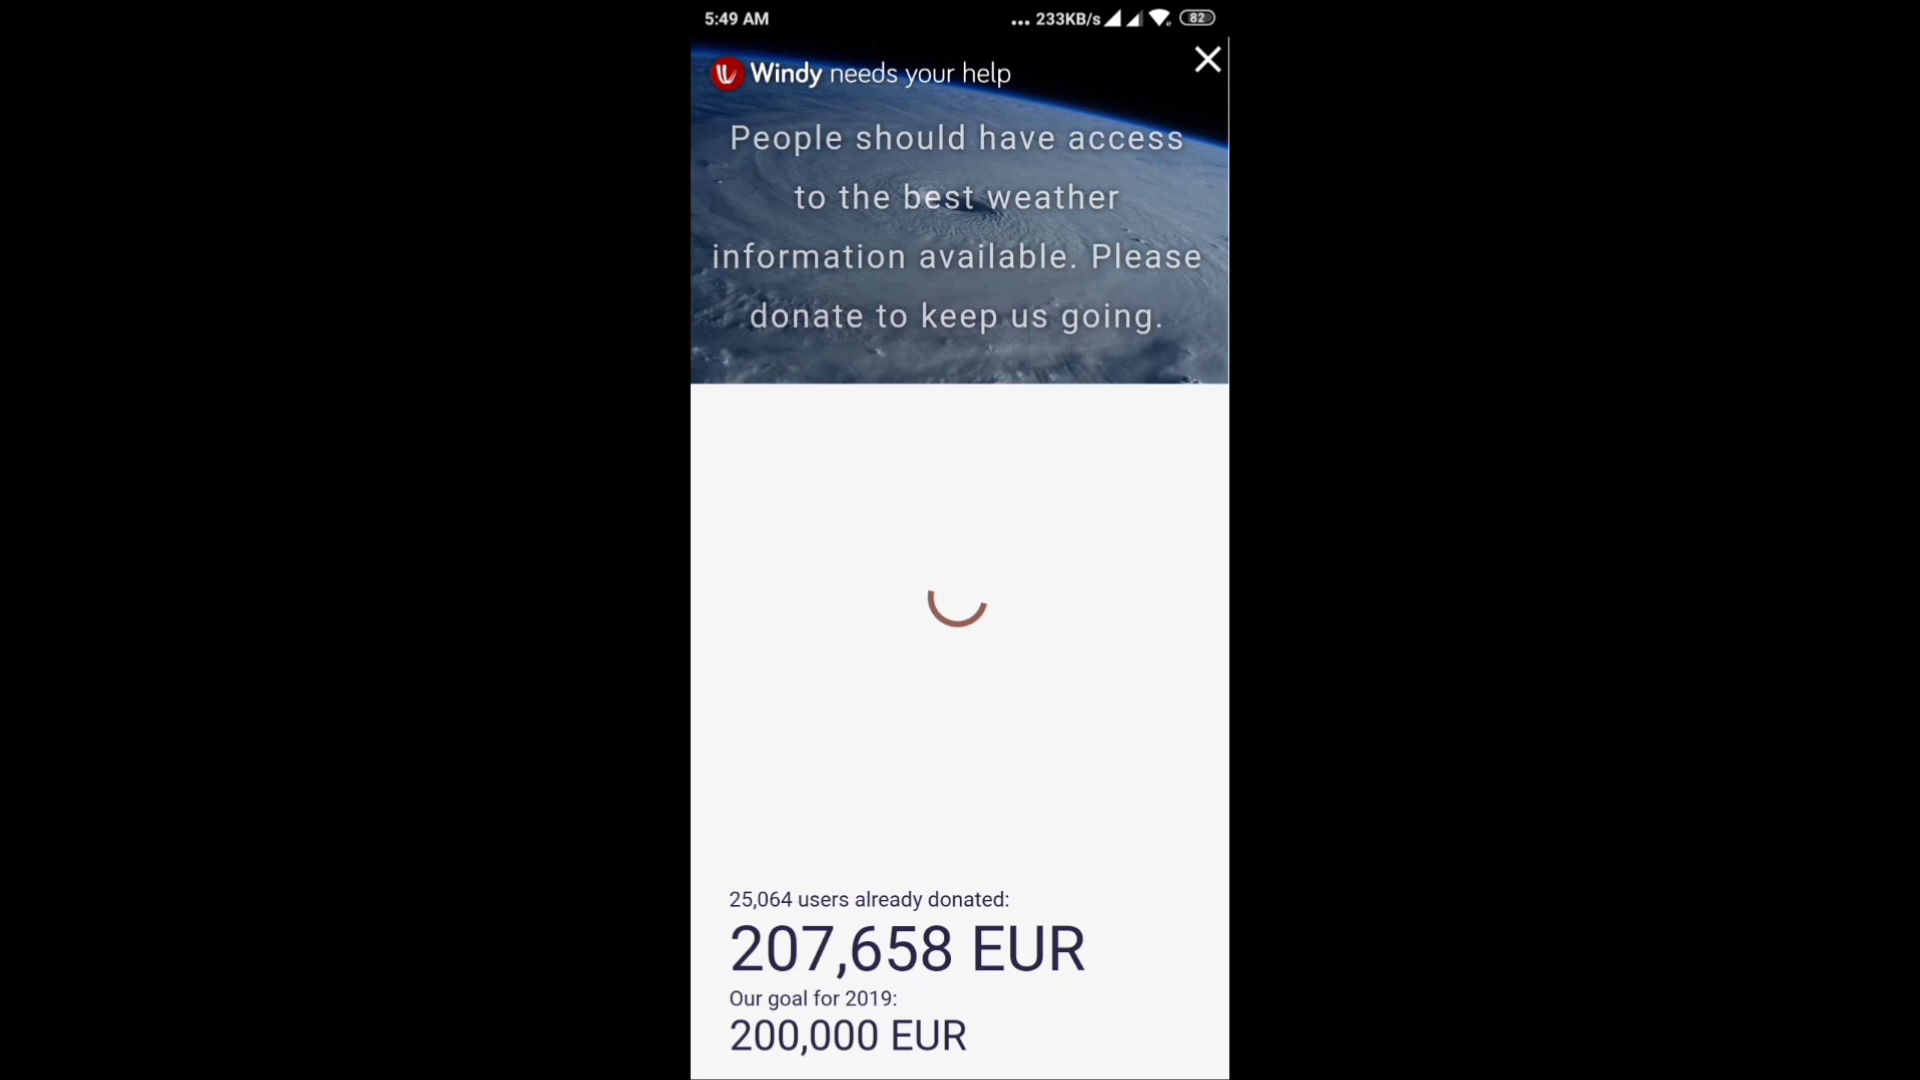 5:49 AM ... 233KB/s 82
Windy needs your help
People should have access
to the best weather
information available. Please
donate to keep us going.
25,064 users already donated:
207,658 EUR
Our goal for 2019:
200,000 EUR